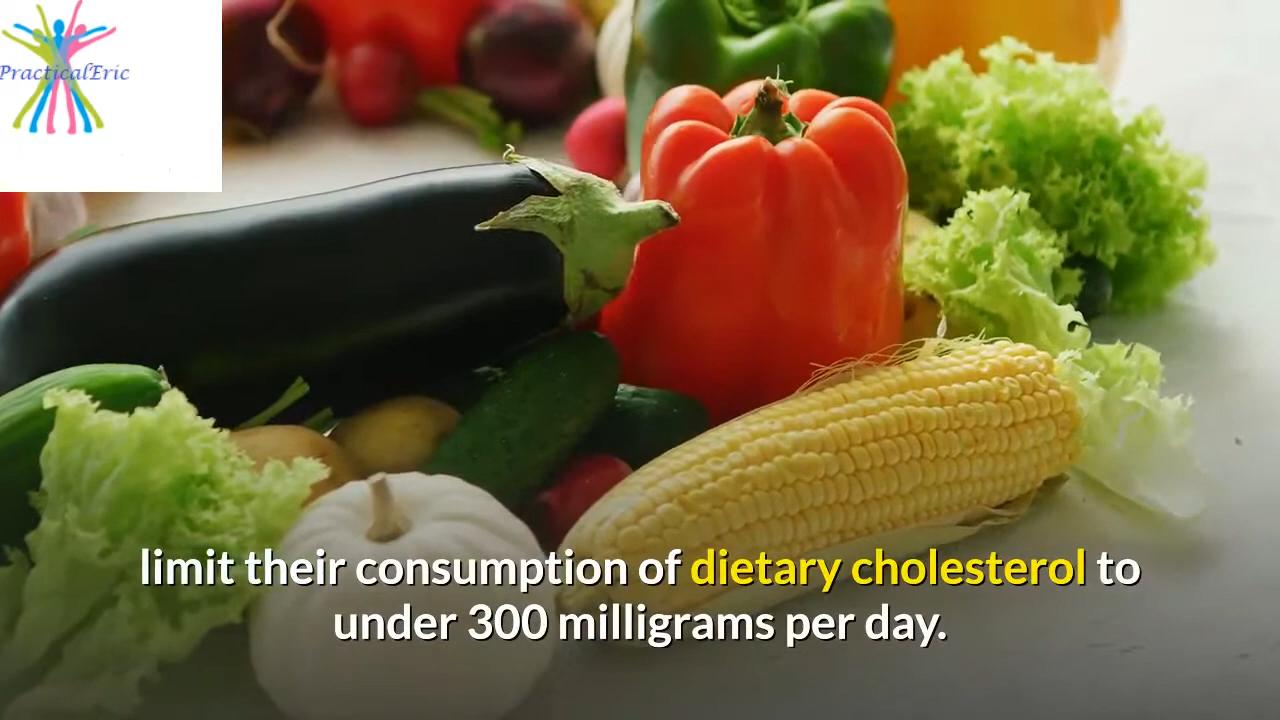 PracticalEric
limit their consumption of dietary cholesterol to
under 300 milligrams per day.